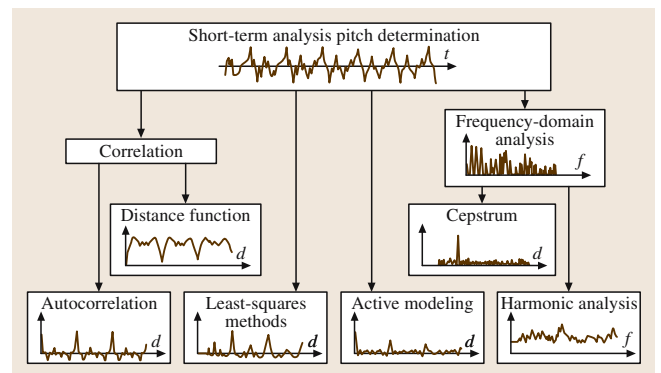 Short-term analysis pitch determination
t
Frequency-domain
analysis
f
Correlation
Distance function
d
Cepstrum
d
Autocorrelation
d
Least-squares
methods
d
Active modeling
d
Harmonic analysis
f